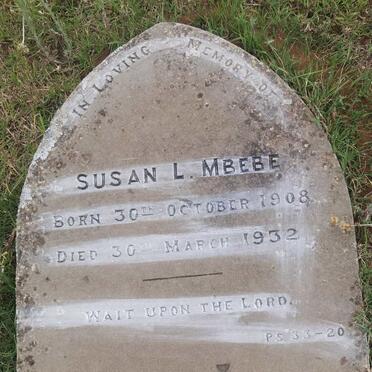 IN LOVING MEMORY OF
SUSAN L. MBEBE
BORN 30TH OCTOBER 1908
DIED 30TH MARCH 1932
WAIT UPON THE LORD.
PS 33-20